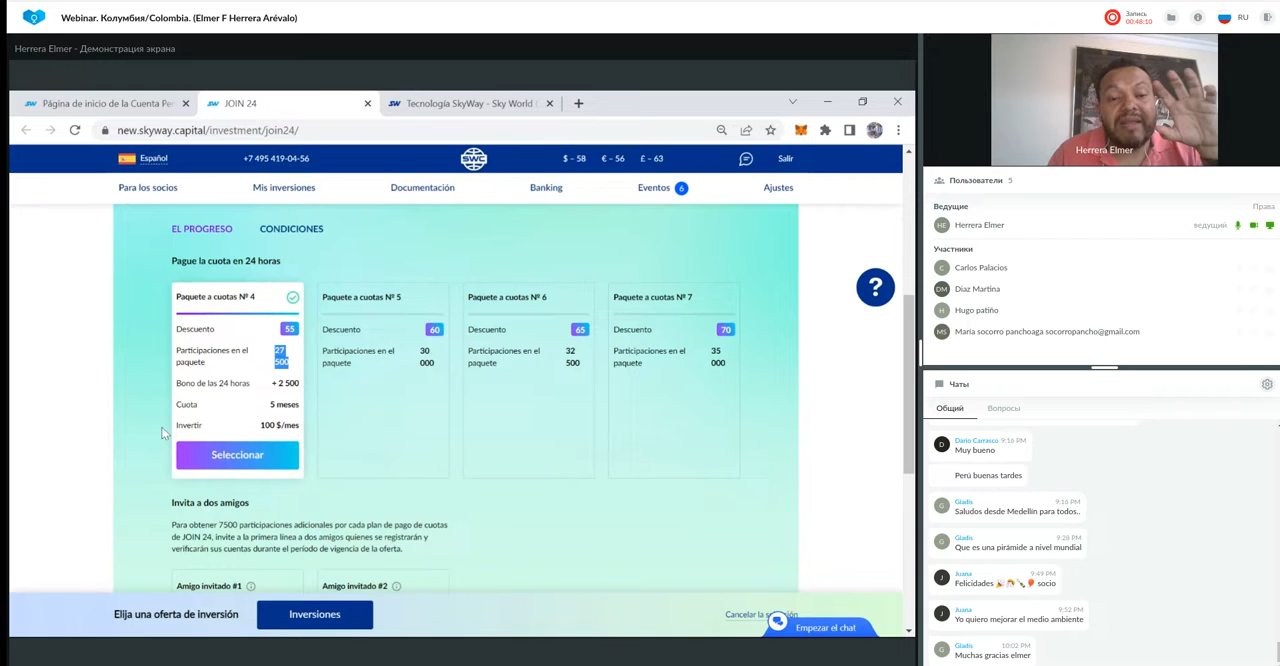 Webinar. Колумбия/Colombia. (Elmer F Herrera Arévalo)
Запись
00:48:10
RU
Herrera Elmer - Демонстрация экрана
Página de inicio de la Cuenta Per
JOIN 24
Tecnología SkyWay - Sky World
new.skyway.capital/investment/join24/
Español
+7 495 419-04-56
SWC
$ – 58
€ – 56
£ – 63
Salir
Para los socios
Mis inversiones
Documentación
Banking
Eventos 6
Ajustes
EL PROGRESO
CONDICIONES
Pague la cuota en 24 horas
Paquete a cuotas Nº 4
Descuento 55
Participaciones en el paquete 27 500
Bono de las 24 horas + 2 500
Cuota 5 meses
Invertir 100 $/mes
Seleccionar
Paquete a cuotas Nº 5
Descuento 60
Participaciones en el paquete 30 000
Paquete a cuotas Nº 6
Descuento 65
Participaciones en el paquete 32 500
Paquete a cuotas Nº 7
Descuento 70
Participaciones en el paquete 35 000
?
Invita a dos amigos
Para obtener 7500 participaciones adicionales por cada plan de pago de cuotas
de JOIN 24, invite a la primera línea a dos amigos quienes se registrarán y
verificarán sus cuentas durante el período de vigencia de la oferta.
Amigo invitado #1
Amigo invitado #2
Elija una oferta de inversión
Inversiones
Cancelar la
Empezar el chat
Herrera Elmer
Пользователи 5
Ведущие
Права
HE
Herrera Elmer
ведущий
Участники
C
Carlos Palacios
DM
Diaz Martina
H
Hugo patiño
MS
María socorro panchoaga socorropancho@gmail.com
Чаты
Общий
Вопросы
D
Dario Carrasco 9:16 PM
Muy bueno
Perú buenas tardes
G
Gladis 9:16 PM
Saludos desde Medellín para todos..
G
Gladis 9:28 PM
Que es una pirámide a nivel mundial
J
Juana 9:49 PM
Felicidades 🎉🎊🍾🎈 socio
J
Juana 9:52 PM
Yo quiero mejorar el medio ambiente
G
Gladis 10:02 PM
Muchas gracias elmer